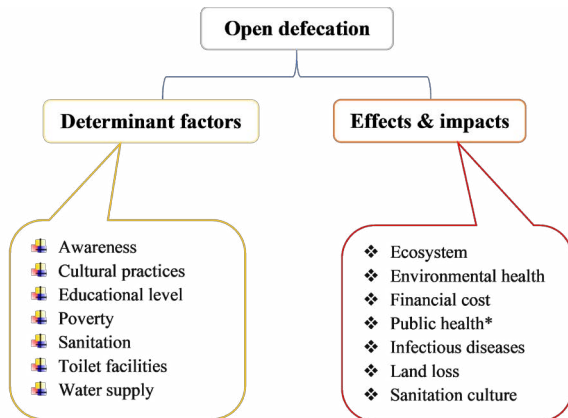 Open defecation
Determinant factors
Effects & impacts
Awareness
Cultural practices
Educational level
Poverty
Sanitation
Toilet facilities
Water supply
Ecosystem
Environmental health
Financial cost
Public health*
Infectious diseases
Land loss
Sanitation culture